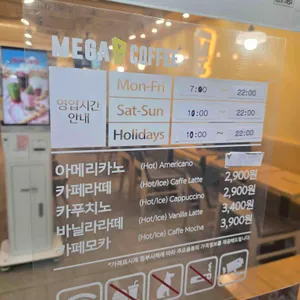 MEGA COFFEE
영업시간
안내
Mon-Fri 7:00 ~ 22:00
Sat-Sun 10:00 ~ 22:00
Holidays 10:00 ~ 22:00
아메리카노 (Hot) Americano 2,900원
카페라떼 (Hot/Ice) Caffe Latte 2,900원
카푸치노 (Hot/Ice) Cappuccino 3,400원
바닐라라떼 (Hot/Ice) Vanilla Latte 3,900원
카페모카 (Hot/Ice) Caffe Mocha